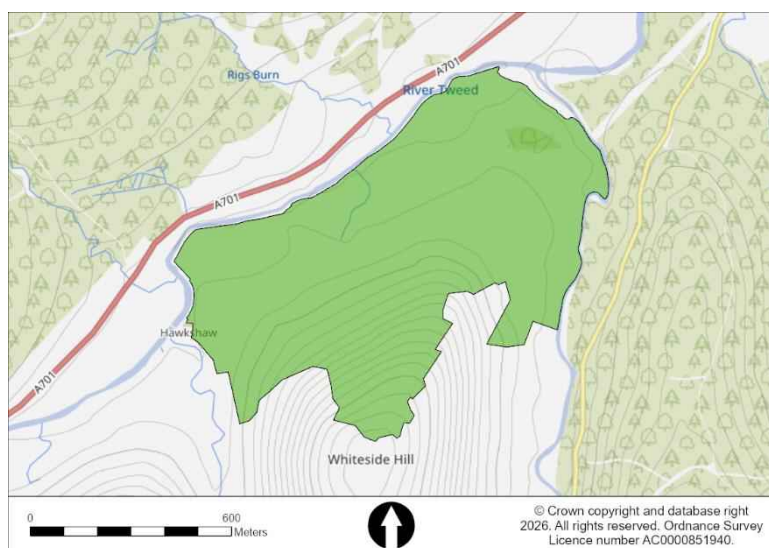 A701
Rigs Burn
River Tweed
A701
Hawkshaw
A701
Whiteside Hill
0
600
Meters
© Crown copyright and database right
2026. All rights reserved. Ordnance Survey
Licence number AC0000851940.